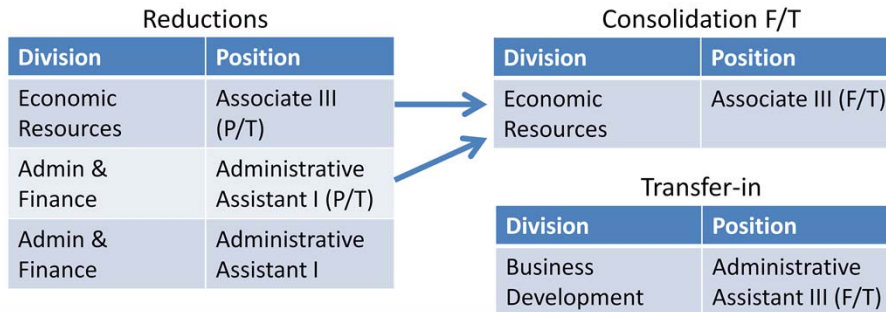 Reductions
Division Position
Economic Associate III
Resources (P/T)
Admin & Administrative
Finance Assistant I (P/T)
Admin & Administrative
Finance Assistant I
Consolidation F/T
Division Position
Economic Associate III (F/T)
Resources
Transfer-in
Division Position
Business Administrative
Development Assistant III (F/T)